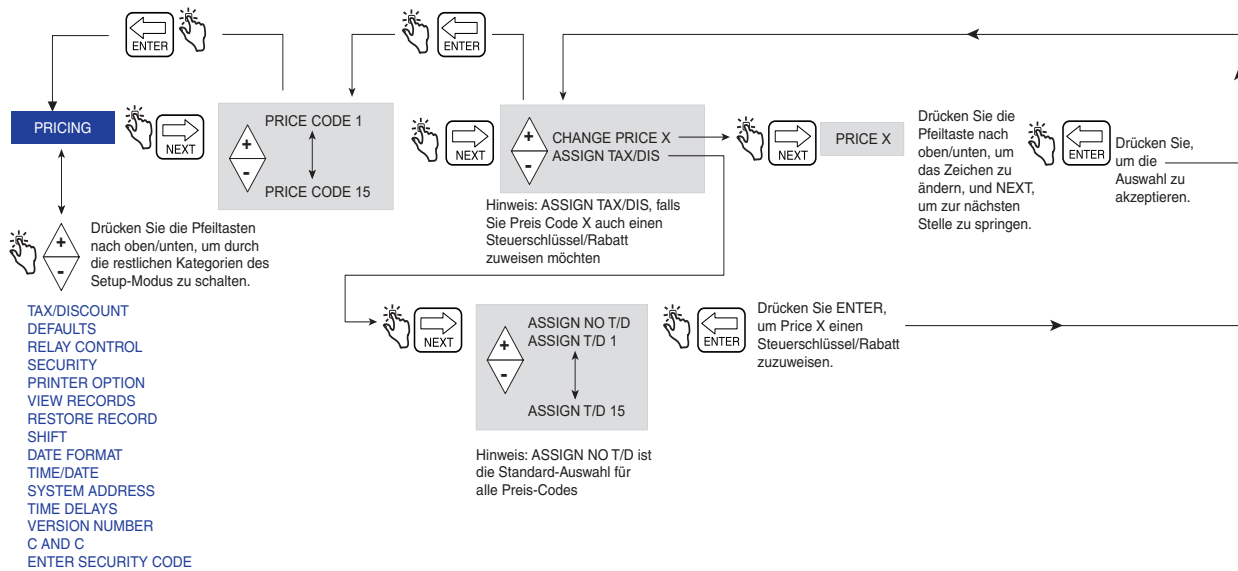 ENTER
ENTER
PRICING
NEXT
PRICE CODE 1
+
-
PRICE CODE 15
NEXT
+
-
CHANGE PRICE X
ASSIGN TAX/DIS
NEXT
PRICE X
Drücken Sie die
Pfeiltaste nach
oben/unten, um
das Zeichen zu
ändern, und NEXT,
um zur nächsten
Stelle zu springen.
ENTER
Drücken Sie,
um die
Auswahl zu
akzeptieren.
Hinweis: ASSIGN TAX/DIS, falls
Sie Preis Code X auch einen
Steuerschlüssel/Rabatt
zuweisen möchten
+
-
Drücken Sie die Pfeiltasten
nach oben/unten, um durch
die restlichen Kategorien des
Setup-Modus zu schalten.
TAX/DISCOUNT
DEFAULTS
RELAY CONTROL
SECURITY
PRINTER OPTION
VIEW RECORDS
RESTORE RECORD
SHIFT
DATE FORMAT
TIME/DATE
SYSTEM ADDRESS
TIME DELAYS
VERSION NUMBER
C AND C
ENTER SECURITY CODE
NEXT
+
-
ASSIGN NO T/D
ASSIGN T/D 1
ASSIGN T/D 15
ENTER
Drücken Sie ENTER,
um Price X einen
Steuerschlüssel/Rabatt
zuzuweisen.
Hinweis: ASSIGN NO T/D ist
die Standard-Auswahl für
alle Preis-Codes